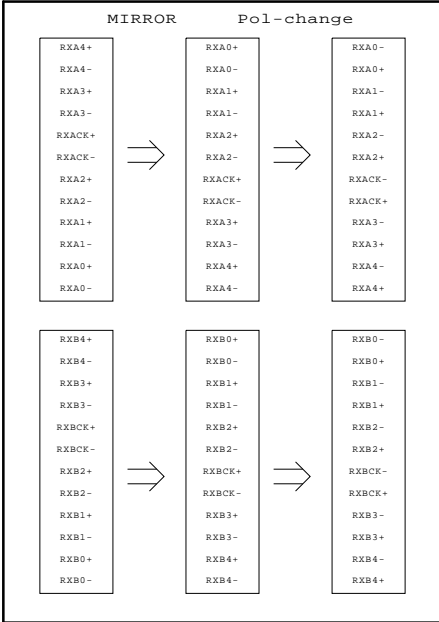 MIRROR Pol-change
RXA4+ RXA0+ RXA0-
RXA4- RXA0- RXA0+
RXA3+ RXA1+ RXA1-
RXA3- RXA1- RXA1+
RXACK+ RXA2+ RXA2-
RXACK- RXA2- RXA2+
RXA2+ RXACK+ RXACK-
RXA2- RXACK- RXACK+
RXA1+ RXA3+ RXA3-
RXA1- RXA3- RXA3+
RXA0+ RXA4+ RXA4-
RXA0- RXA4- RXA4+
RXB4+ RXB0+ RXB0-
RXB4- RXB0- RXB0+
RXB3+ RXB1+ RXB1-
RXB3- RXB1- RXB1+
RXBCK+ RXB2+ RXB2-
RXBCK- RXB2- RXB2+
RXB2+ RXBCK+ RXBCK-
RXB2- RXBCK- RXBCK+
RXB1+ RXB3+ RXB3-
RXB1- RXB3- RXB3+
RXB0+ RXB4+ RXB4-
RXB0- RXB4- RXB4+